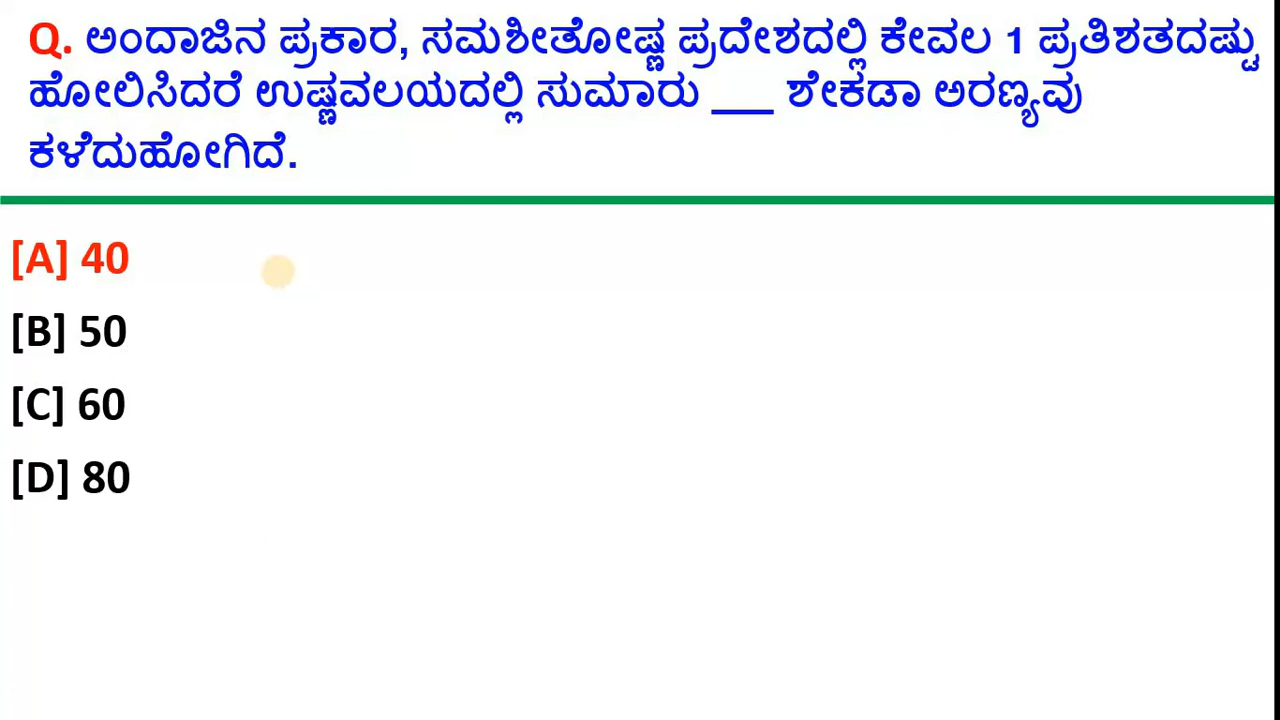 Q. ಅಂದಾಜಿನ ಪ್ರಕಾರ, ಸಮಶೀತೋಷ್ಣ ಪ್ರದೇಶದಲ್ಲಿ ಕೇವಲ 1 ಪ್ರತಿಶತದಷ್ಟು
ಹೋಲಿಸಿದರೆ ಉಷ್ಣವಲಯದಲ್ಲಿ ಸುಮಾರು ___ ಶೇಕಡಾ ಅರಣ್ಯವು
ಕಳೆದುಹೋಗಿದೆ.
[A] 40
[B] 50
[C] 60
[D] 80